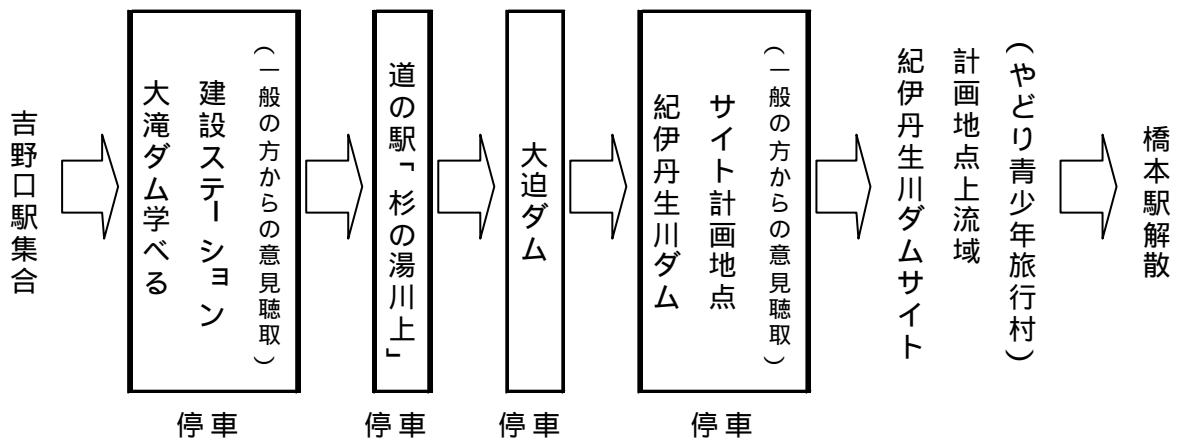 吉野口駅集合
大滝ダム学べる
建設ステーション
(一般の方からの意見聴取)
停車
道の駅「杉の湯川上」
停車
大迫ダム
停車
紀伊丹生川ダム
サイト計画地点
(一般の方からの意見聴取)
停車
紀伊丹生川ダムサイト
計画地点上流域
(やどり青少年旅行村)
橋本駅解散